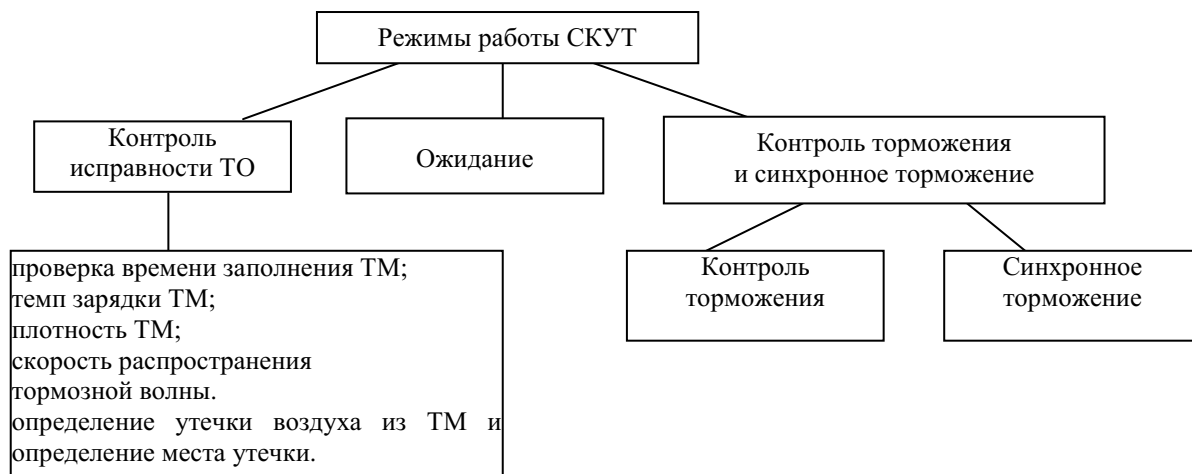 Режимы работы СКУТ
Контроль
исправности ТО
Ожидание
Контроль торможения
и синхронное торможение
проверка времени заполнения ТМ;
темп зарядки ТМ;
плотность ТМ;
скорость распространения
тормозной волны.
определение утечки воздуха из ТМ и
определение места утечки.
Контроль
торможения
Синхронное
торможение